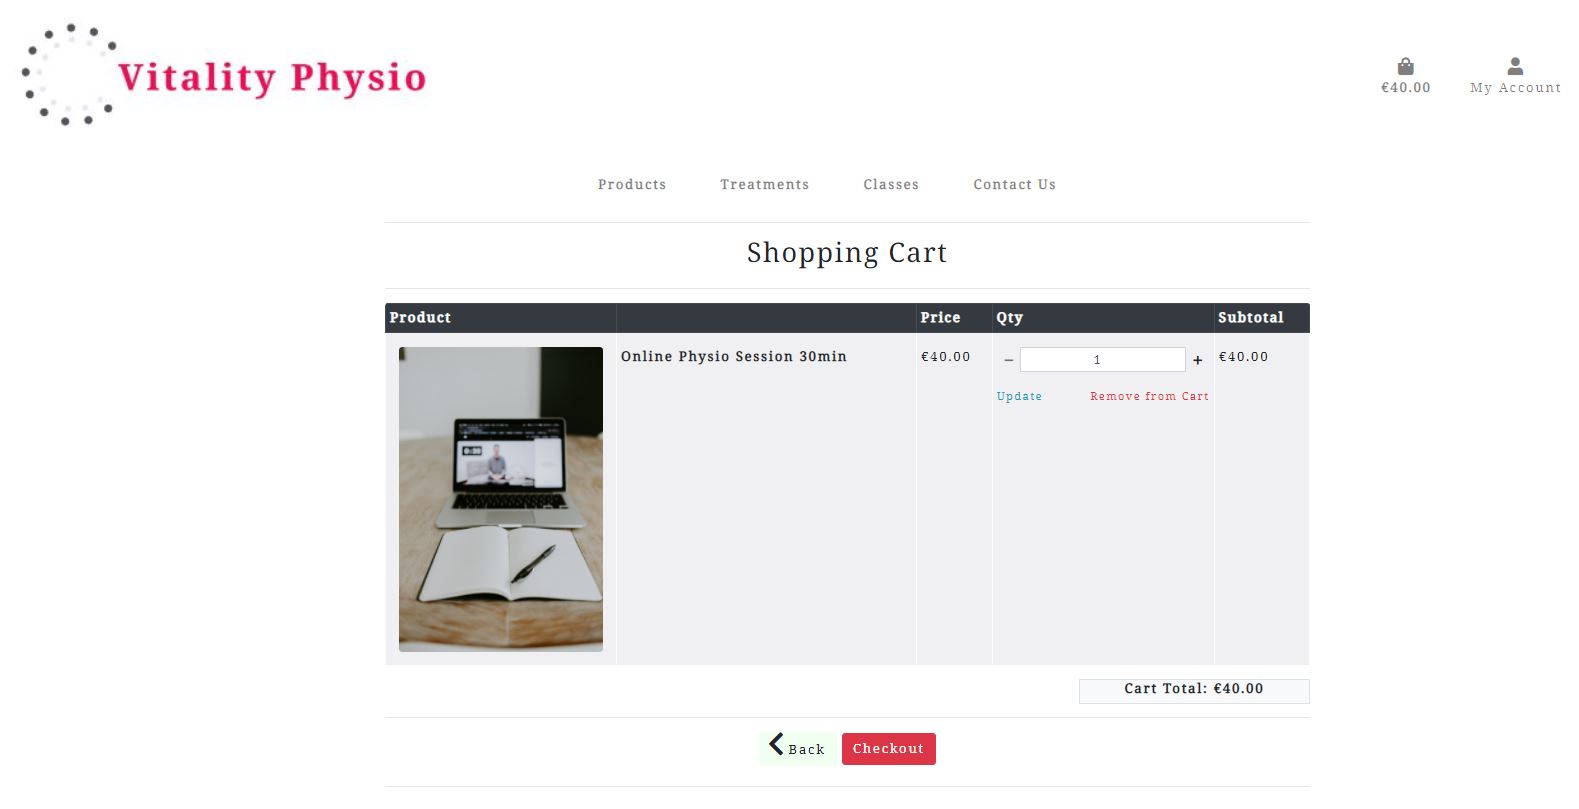 Vitality Physio
€40.00
My Account
Products Treatments Classes Contact Us
Shopping Cart
Product Price Qty Subtotal
Online Physio Session 30min €40.00 − 1 + €40.00
Update Remove from Cart
Cart Total: €40.00
Back Checkout